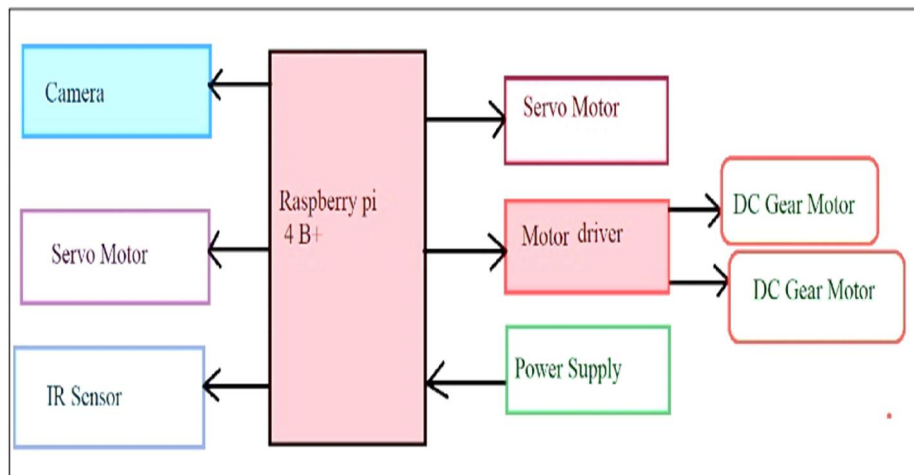 Camera
Servo Motor
IR Sensor
Raspberry pi
4 B+
Servo Motor
Motor driver
Power Supply
DC Gear Motor
DC Gear Motor